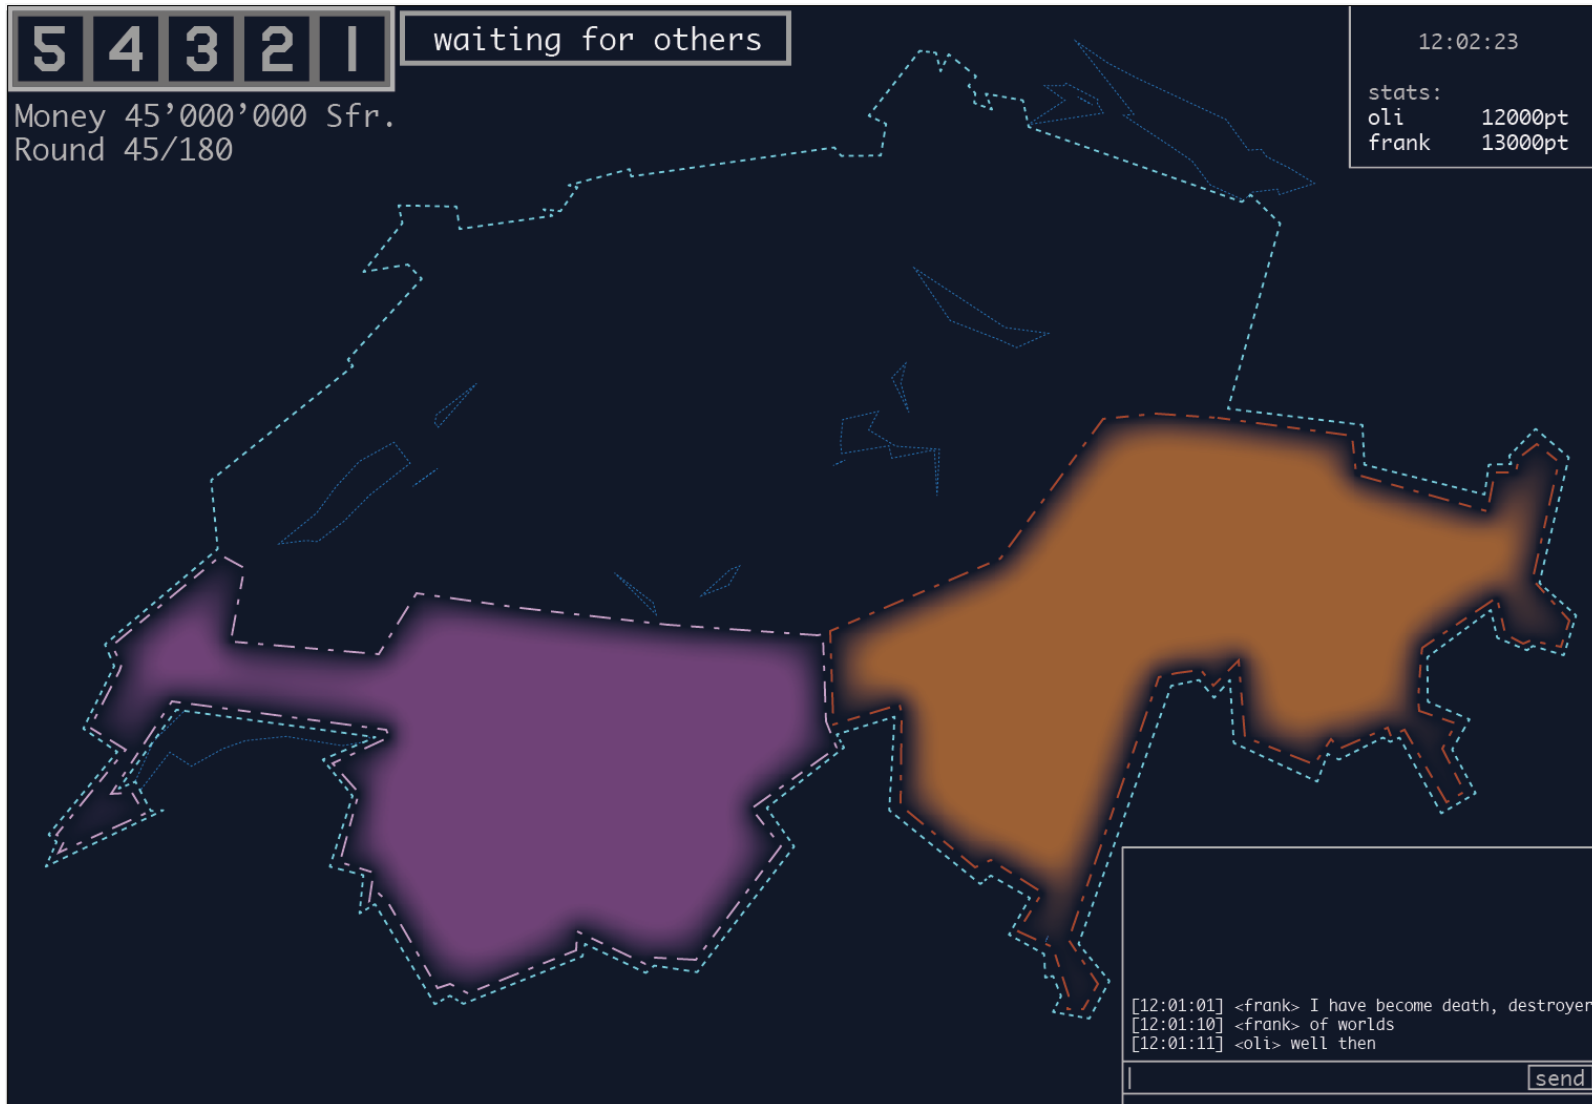 5 4 3 2 1
waiting for others
Money 45’000’000 Sfr.
Round 45/180
12:02:23
stats:
oli 12000pt
frank 13000pt
[12:01:01] <frank> I have become death, destroyer
[12:01:10] <frank> of worlds
[12:01:11] <oli> well then
send